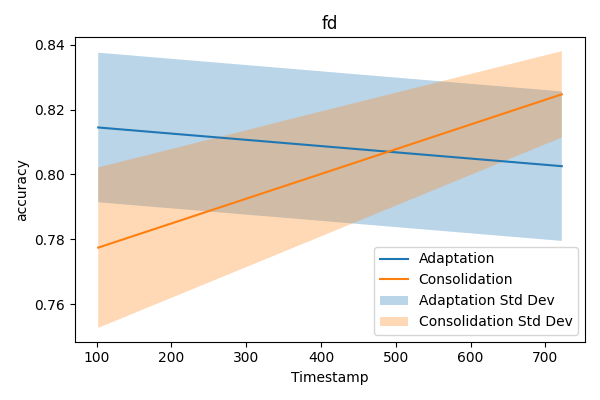 fd
0.84
0.82
0.80
0.78
0.76
accuracy
100 200 300 400 500 600 700
Timestamp
Adaptation
Consolidation
Adaptation Std Dev
Consolidation Std Dev